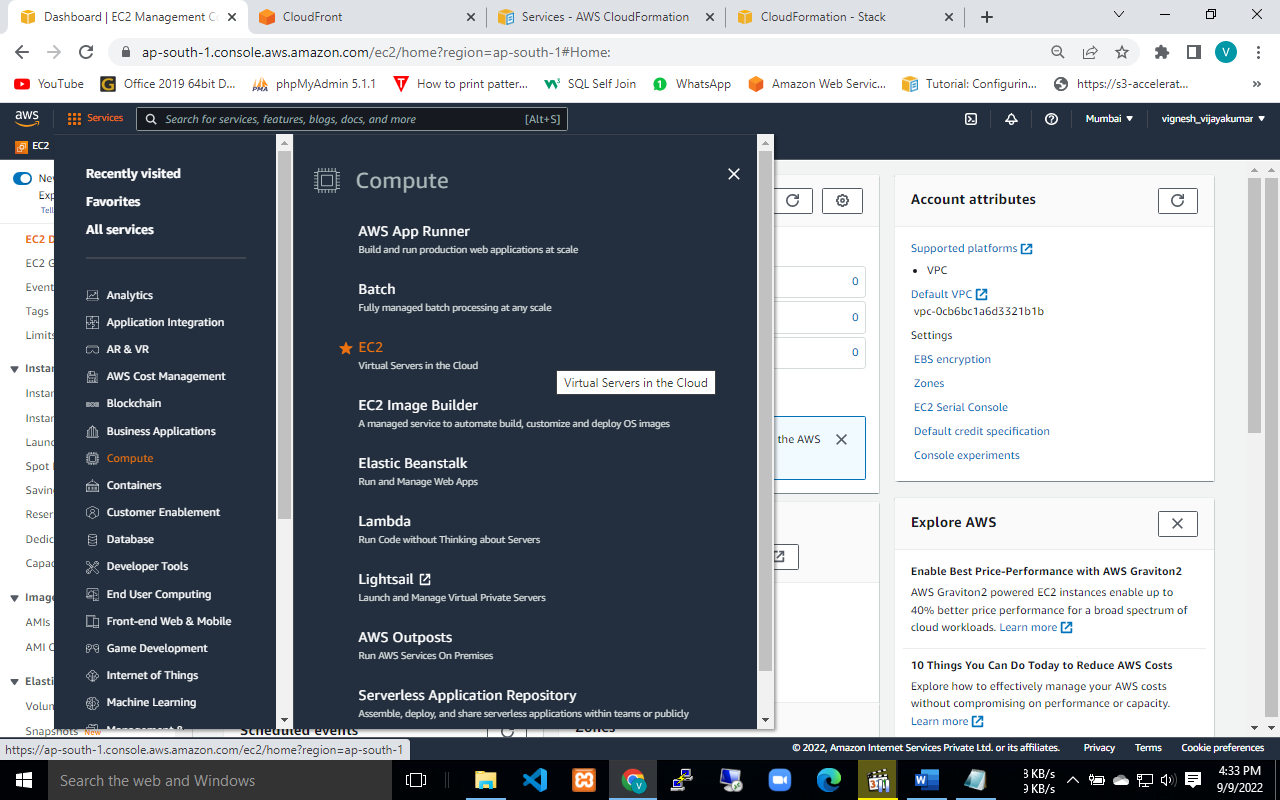 Dashboard | EC2 Management C
CloudFront
Services - AWS CloudFormation
CloudFormation - Stack
ap-south-1.console.aws.amazon.com/ec2/home?region=ap-south-1#Home:
V
YouTube
Office 2019 64bit D...
phpMyAdmin 5.1.1
How to print patter...
SQL Self Join
WhatsApp
Amazon Web Servic...
Tutorial: Configurin...
https://s3-accelerat...
aws
Services
Search for services, features, blogs, docs, and more
[Alt+S]
Mumbai
vignesh_vijayakumar
EC2
Recently visited
Favorites
All services
Analytics
Application Integration
AR & VR
AWS Cost Management
Blockchain
Business Applications
Compute
Containers
Customer Enablement
Database
Developer Tools
End User Computing
Front-end Web & Mobile
Game Development
Internet of Things
Machine Learning
Compute
AWS App Runner
Build and run production web applications at scale
Batch
Fully managed batch processing at any scale
EC2
Virtual Servers in the Cloud
Virtual Servers in the Cloud
EC2 Image Builder
A managed service to automate build, customize and deploy OS images
Elastic Beanstalk
Run and Manage Web Apps
Lambda
Run Code without Thinking about Servers
Lightsail
Launch and Manage Virtual Private Servers
AWS Outposts
Run AWS Services On Premises
Serverless Application Repository
Assemble, deploy, and share serverless applications within teams or publicly
0
0
0
the AWS
Account attributes
Supported platforms
• VPC
Default VPC
vpc-0cb6bc1a6d3321b1b
Settings
EBS encryption
Zones
EC2 Serial Console
Default credit specification
Console experiments
Explore AWS
Enable Best Price-Performance with AWS Graviton2
AWS Graviton2 powered EC2 instances enable up to
40% better price performance for a broad spectrum of
cloud workloads. Learn more
10 Things You Can Do Today to Reduce AWS Costs
Explore how to effectively manage your AWS costs
without compromising on performance or capacity.
Learn more
Tags
Limits
AMIs
Snapshots New
Scheduled events
Zones
https://ap-south-1.console.aws.amazon.com/ec2/home?region=ap-south-1
© 2022, Amazon Internet Services Private Ltd. or its affiliates.
Privacy
Terms
Cookie preferences
Search the web and Windows
4:33 PM
9/9/2022